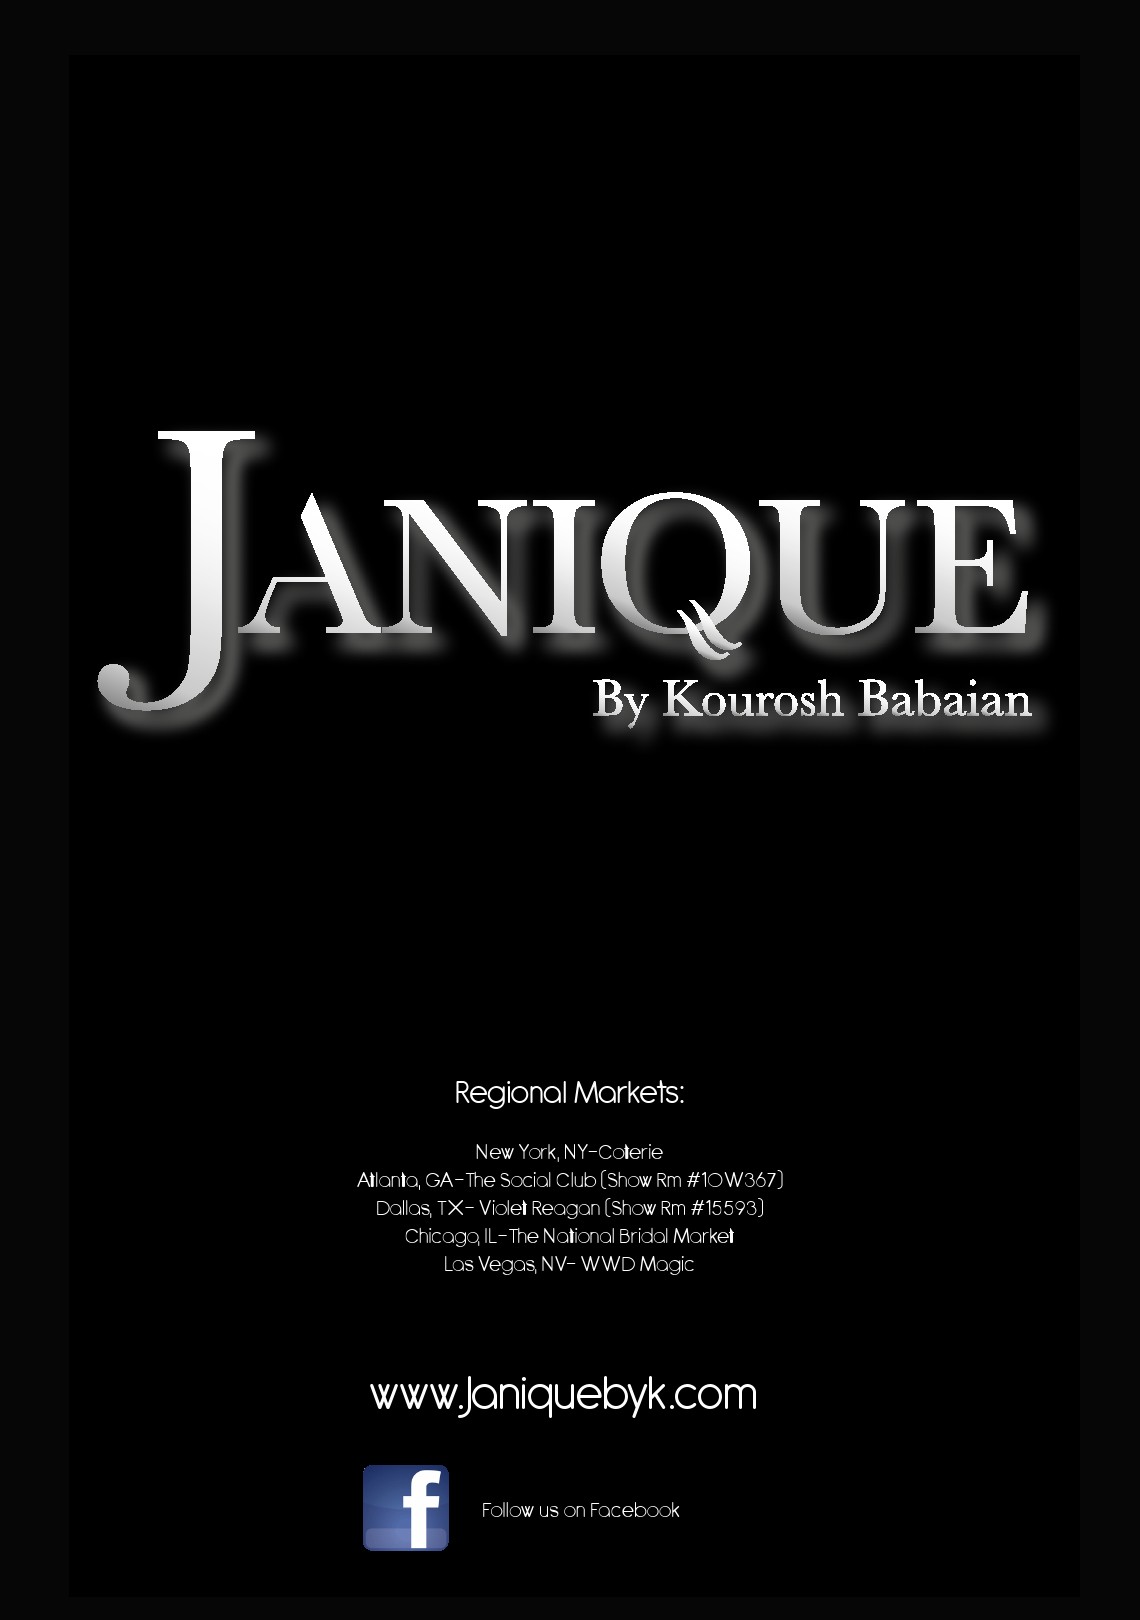 JANIQUE
By Kourosh Babaian
Regional Markets:
New York, NY-Coterie
Atlanta, GA-The Social Club (Show Rm #10W367)
Dallas, TX- Violet Reagan (Show Rm #15593)
Chicago, IL-The National Bridal Market
Las Vegas, NV- WWD Magic
www.Janiquebyk.com
f
Follow us on Facebook